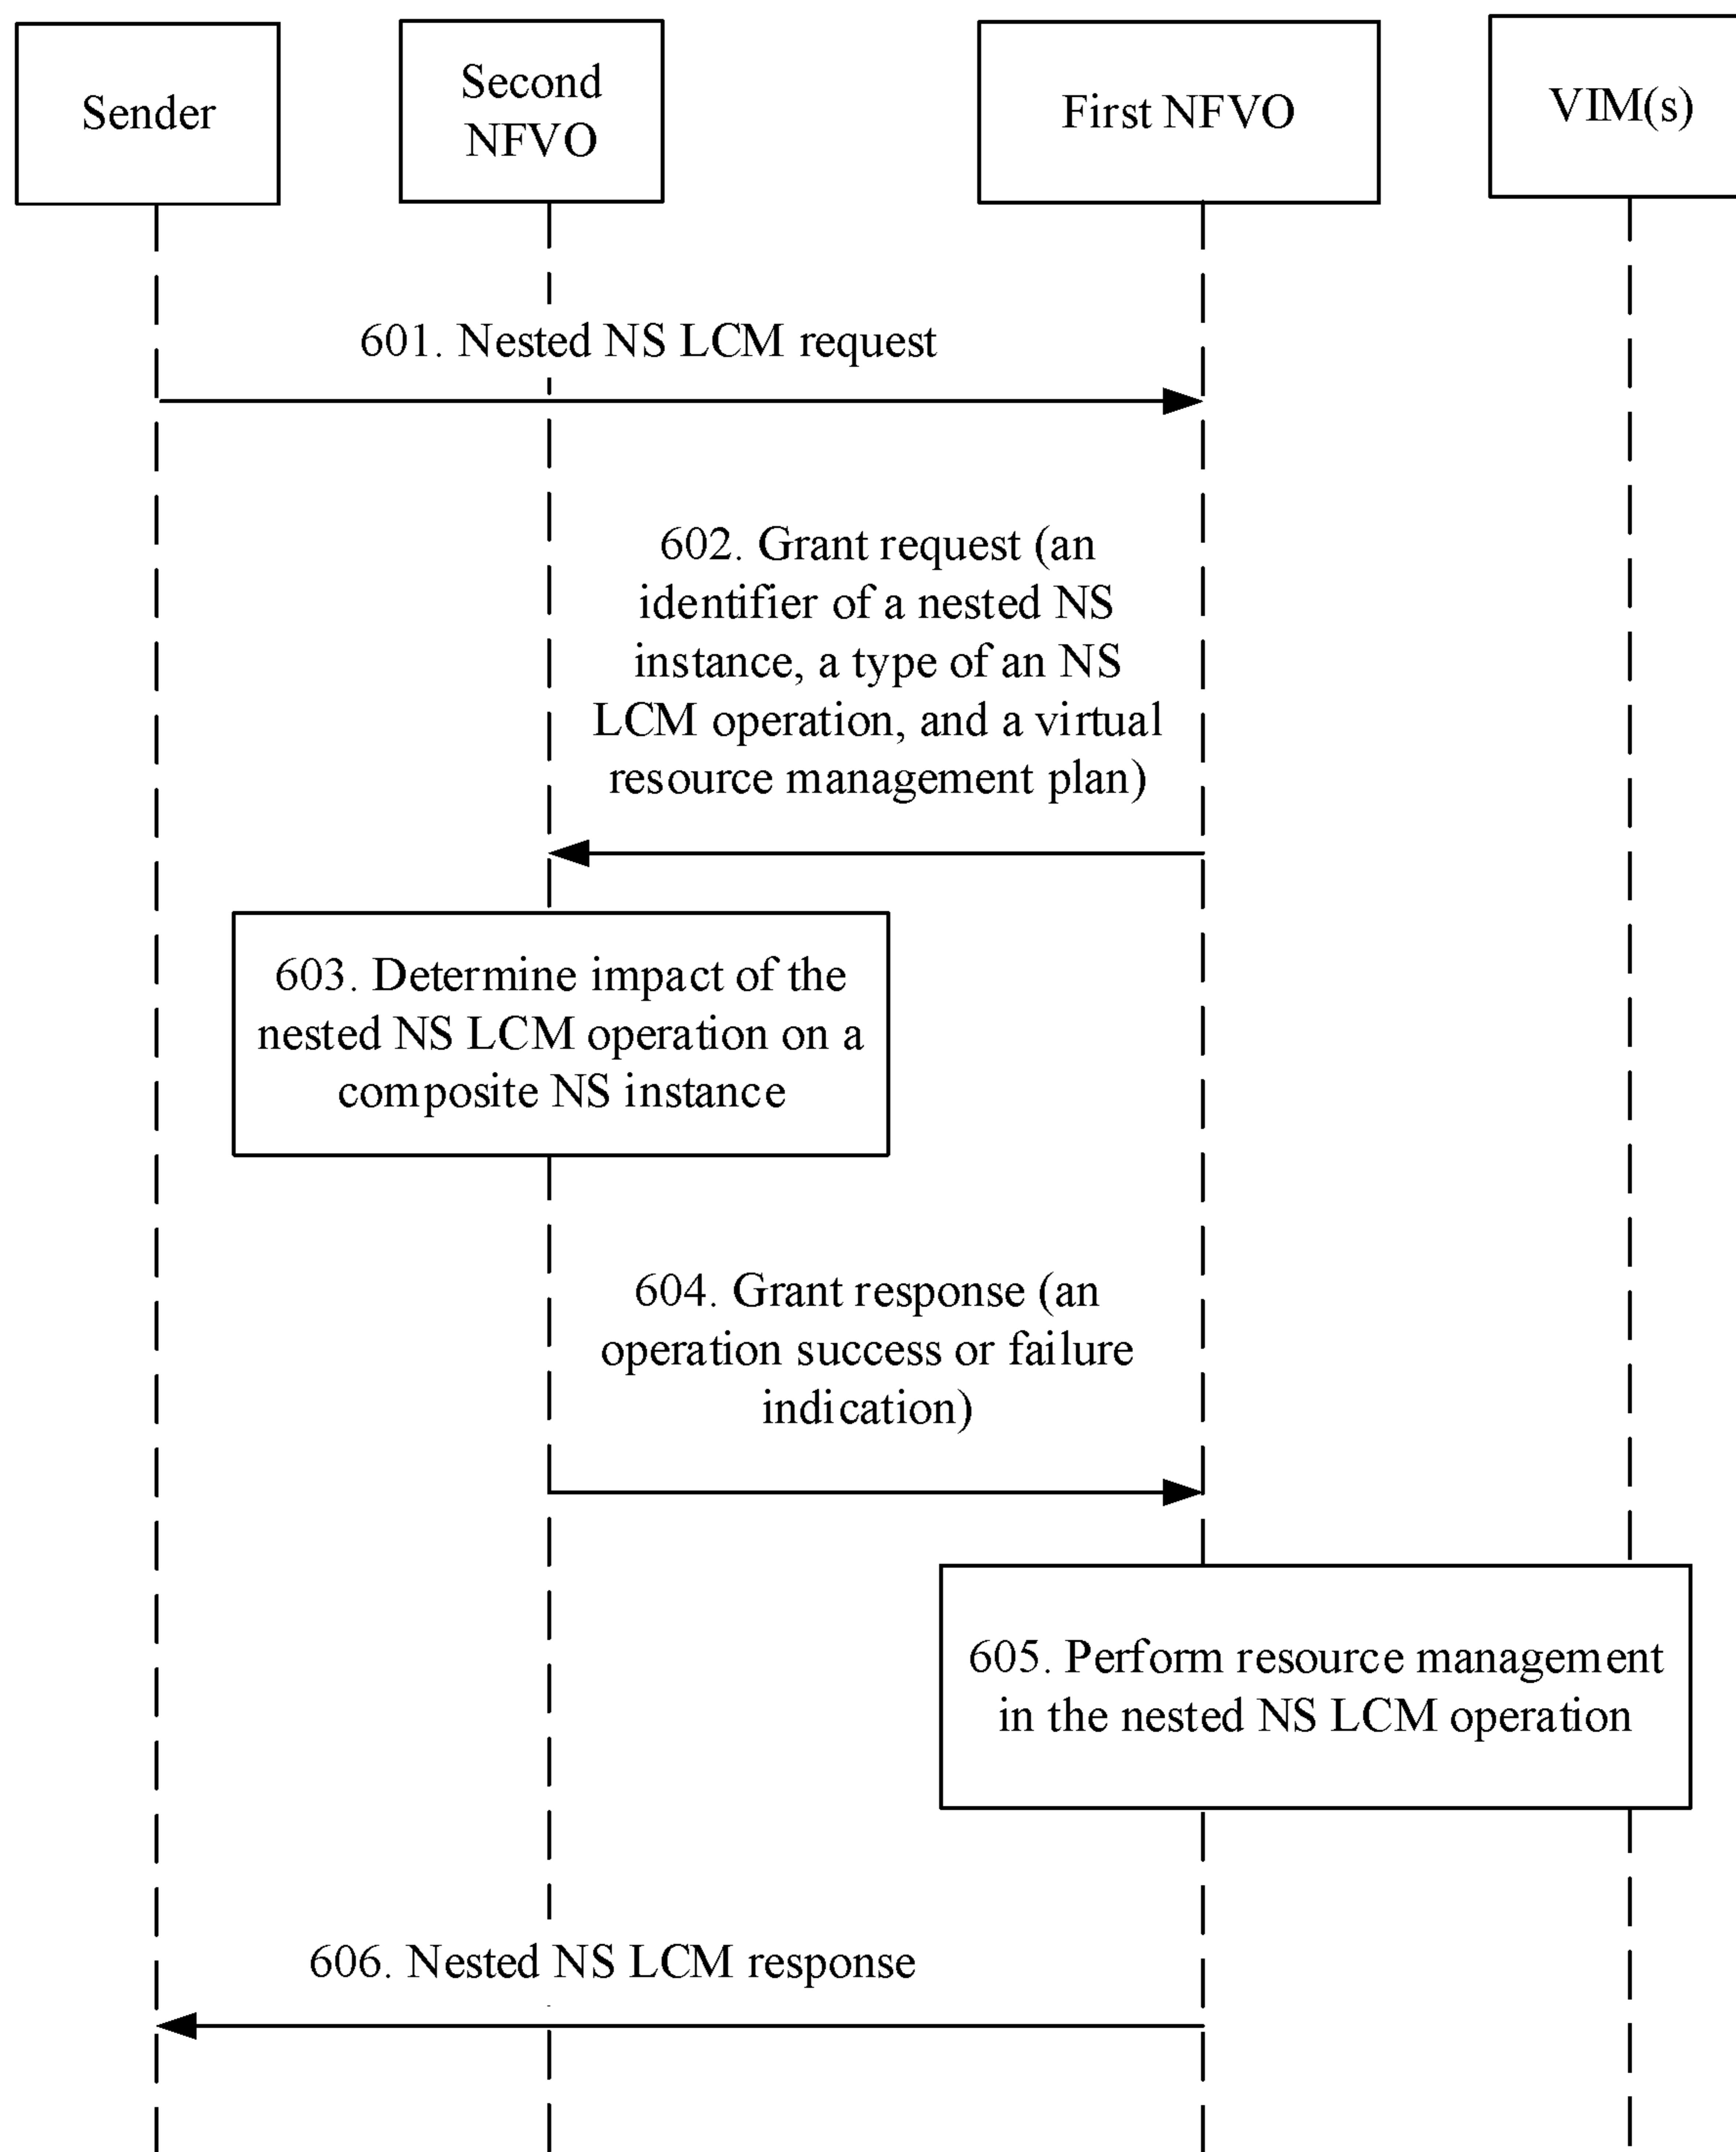 Sender
Second
NFVO
First NFVO
VIM(s)
601. Nested NS LCM request
602. Grant request (an
identifier of a nested NS
instance, a type of an NS
LCM operation, and a virtual
resource management plan)
603. Determine impact of the
nested NS LCM operation on a
composite NS instance
604. Grant response (an
operation success or failure
indication)
605. Perform resource management
in the nested NS LCM operation
606. Nested NS LCM response